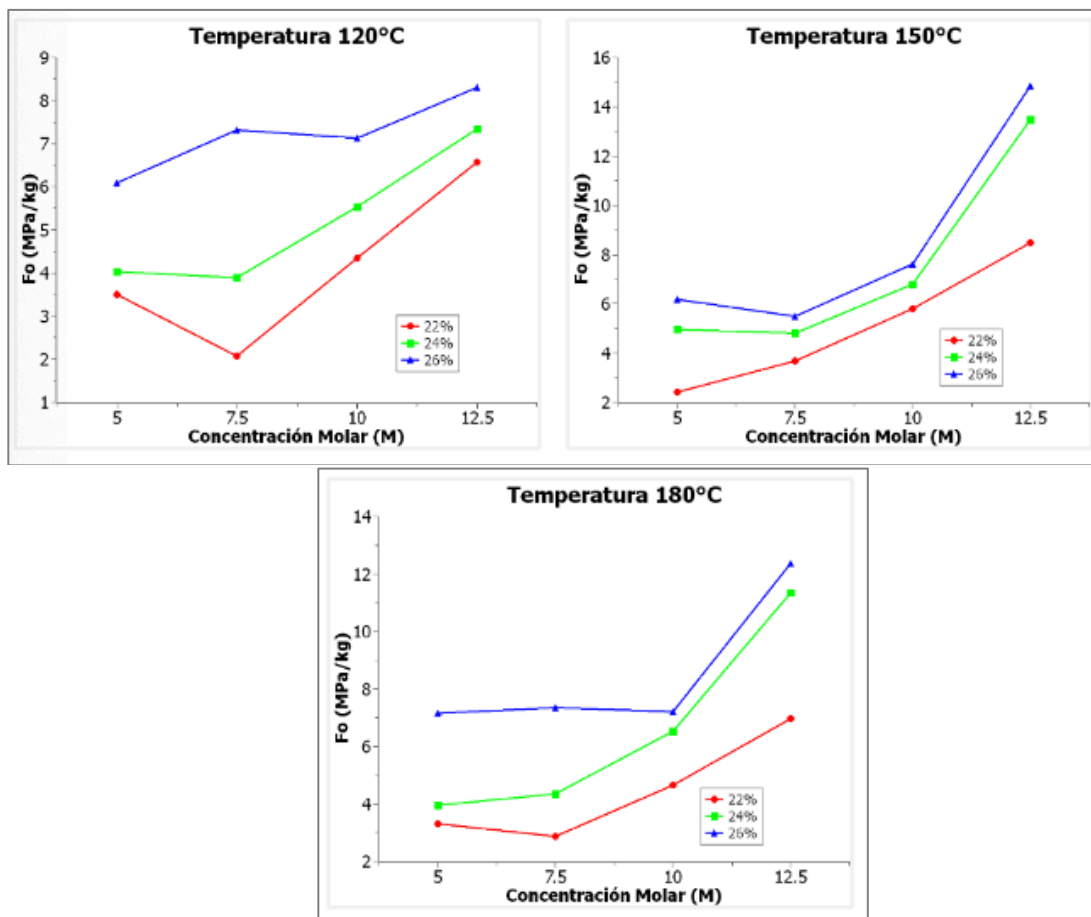 Temperatura 120°C
9
8
7
6
5
4
3
2
1
Fo (MPa/kg)
22%
24%
26%
5 7.5 10 12.5
Concentración Molar (M)
Temperatura 150°C
16
14
12
10
8
6
4
2
Fo (MPa/kg)
22%
24%
26%
5 7.5 10 12.5
Concentración Molar (M)
Temperatura 180°C
14
12
10
8
6
4
2
Fo (MPa/kg)
22%
24%
26%
5 7.5 10 12.5
Concentración Molar (M)